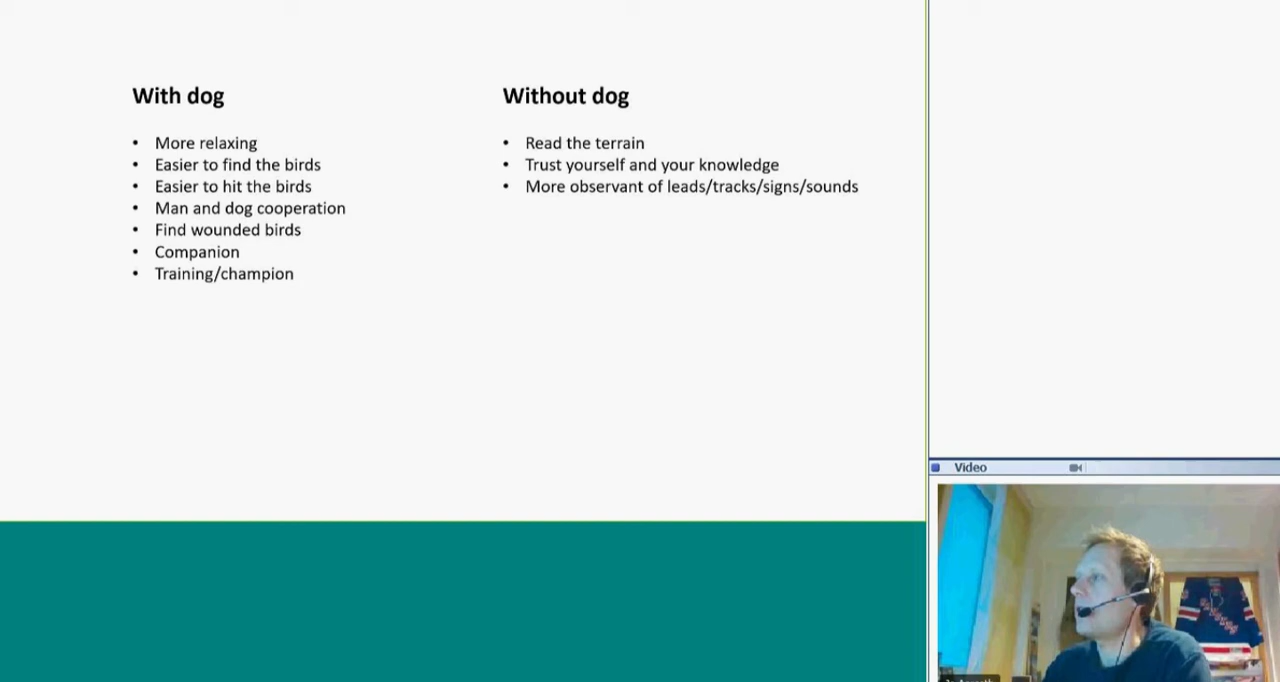 With dog
• More relaxing
• Easier to find the birds
• Easier to hit the birds
• Man and dog cooperation
• Find wounded birds
• Companion
• Training/champion
Without dog
• Read the terrain
• Trust yourself and your knowledge
• More observant of leads/tracks/signs/sounds
Video